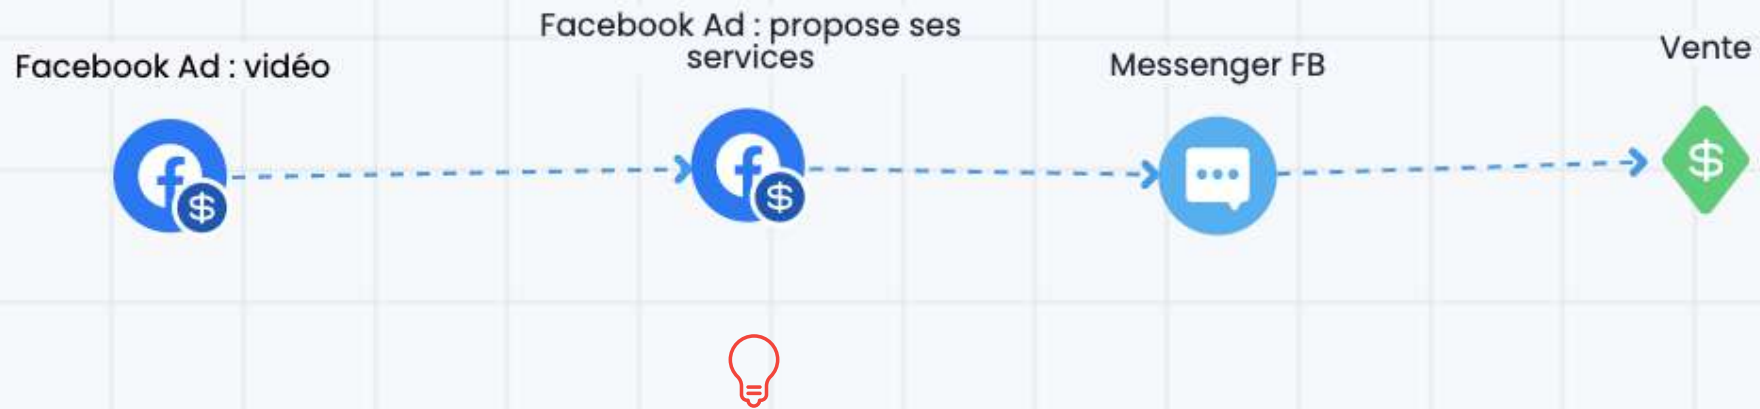 Facebook Ad : vidéo
Facebook Ad : propose ses
services
Messenger FB
Vente
$
$
$